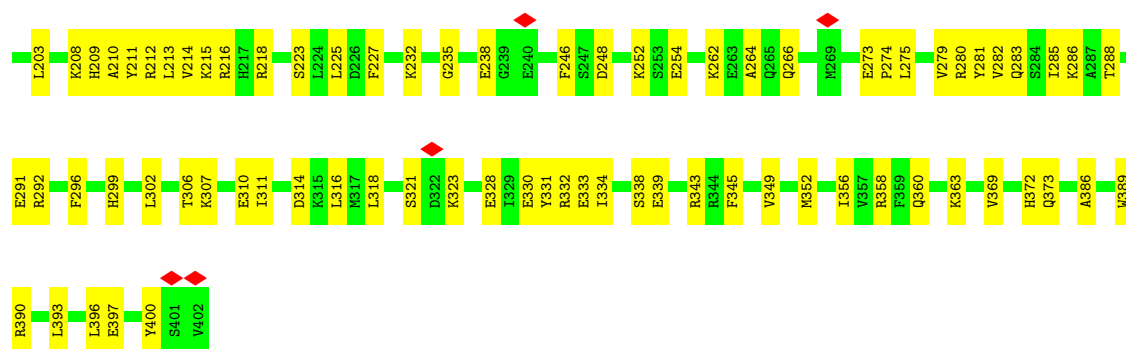 L203 K208 H209 A210 Y211 R212 L213 V214 K215 R216 H217 R218 S223 L224 L225 D226 F227 K232 G235 E238 G239 E240 F246 S247 D248 K252 S253 E254 K262 E263 A264 Q265 Q266 M269 E273 P274 L275 V279 R280 Y281 V282 Q283 S284 I285 K286 A287 T288
E291 R292 F296 H299 L302 T306 K307 E310 I311 D314 K315 L316 M317 L318 S321 D322 K323 E328 I329 E330 Y331 R332 E333 I334 S338 E339 R343 R344 F345 V349 M352 I356 V357 R358 F359 Q360 K363 V369 H372 Q373 A386 W389
R390 L393 L396 E397 Y400 S401 V402